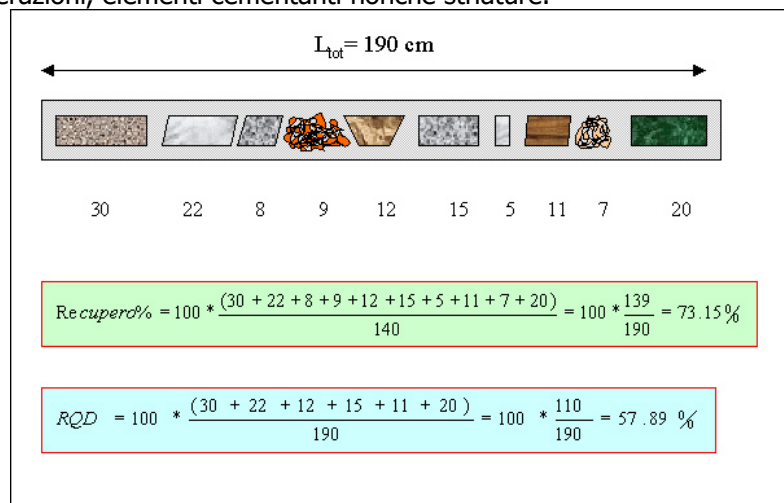 erazioni, elementi cementanti nonché strutture.
Ltot= 190 cm
30 22 8 9 12 15 5 11 7 20
Recupero% = 100 * (30 + 22 + 8 + 9 + 12 + 15 + 5 + 11 + 7 + 20) / 140 = 100 * 139 / 190 = 73.15%
RQD = 100 * (30 + 22 + 12 + 15 + 11 + 20 ) / 190 = 100 * 110 / 190 = 57.89 %